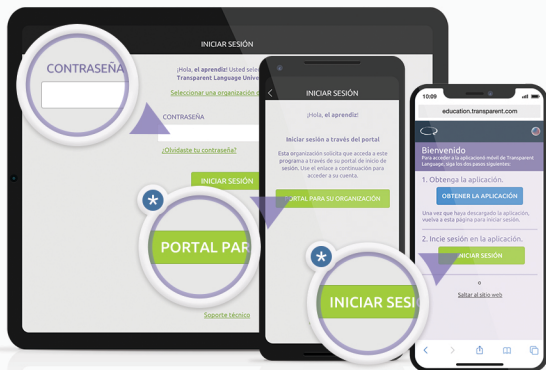 INICIAR SESIÓN
¡Hola, el aprendiz! Usted
Transparent Language
Seleccionar una organización
CONTRASEÑA
CONTRASEÑA
¿Olvidaste tu contraseña?
INICIAR SESIÓN
*
PORTAL PAR
Soporte técnico
INICIAR SESIÓN
¡Hola, el aprendiz!
Iniciar sesión a través del portal
Esta organización solicita que acceda a este
programa a través de su portal de inicio de
sesión. Use el enlace a continuación para
acceder a su cuenta.
PORTAL PARA SU ORGANIZACIÓN
*
INICIAR SESI
10:09
education.transparent.com
Bienvenido
Para acceder a la aplicación móvil de Transparent
Language, siga los dos pasos siguientes:
1. Obtenga la aplicación.
OBTENER LA APLICACIÓN
Una vez que haya descargado la aplicación,
vuelva a esta página para iniciar sesión.
2. Incie sesión en la aplicación.
INICIAR SESIÓN
o
Saltar al sitio web